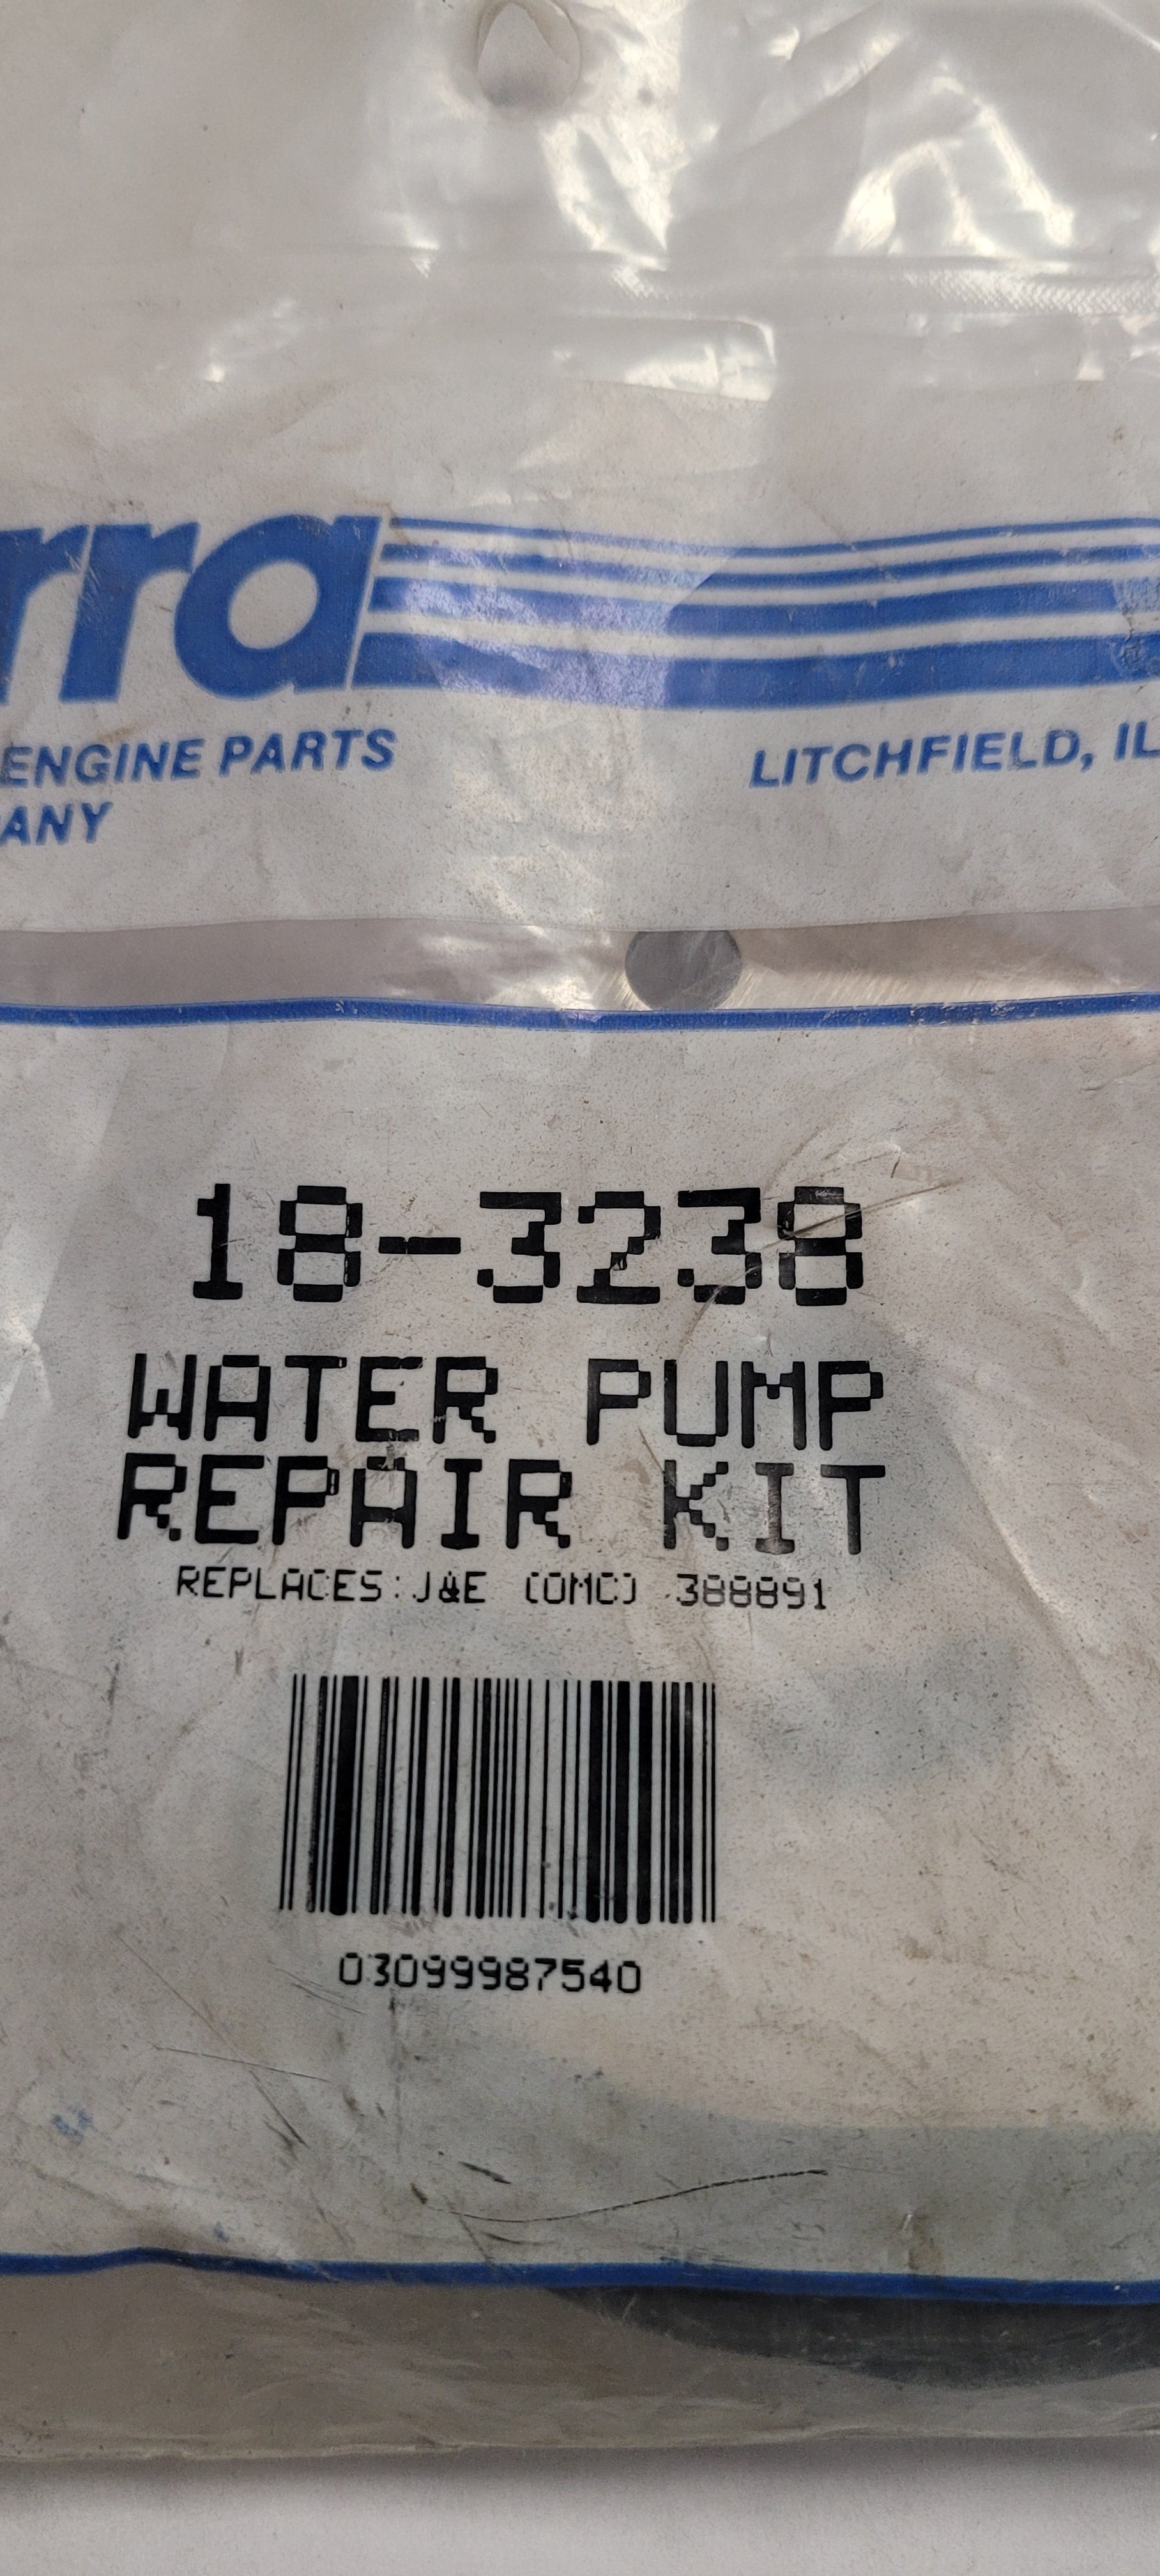 rra
ENGINE PARTS
LITCHFIELD, IL
ANY
18-3238
WATER PUMP
REPAIR KIT
REPLACES:J&E (OMC) 388891
03099987540